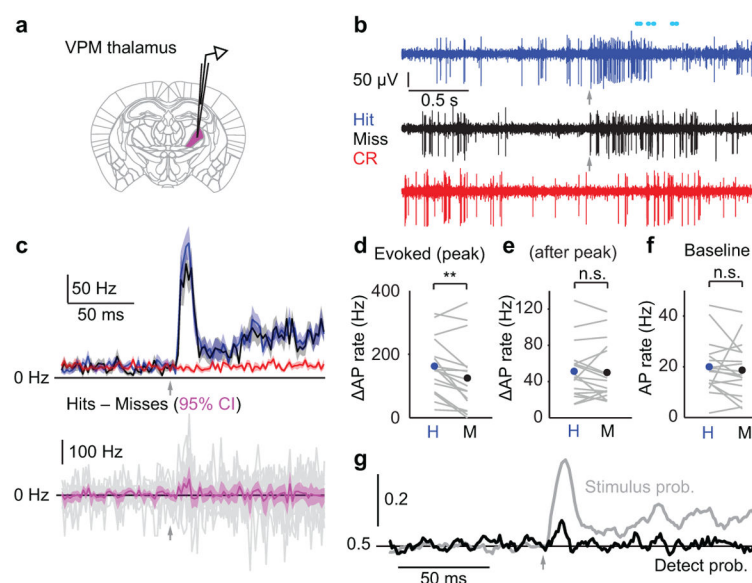 a
VPM thalamus
b
50 µV
0.5 s
Hit
Miss
CR
c
50 Hz
50 ms
0 Hz
Hits – Misses (95% CI)
100 Hz
0 Hz
d
Evoked (peak)
**
ΔAP rate (Hz)
400
200
0
H
M
e
(after peak)
n.s.
ΔAP rate (Hz)
120
80
40
0
H
M
f
Baseline
n.s.
AP rate (Hz)
40
20
0
H
M
g
0.2
Stimulus prob.
0.5
Detect prob.
50 ms